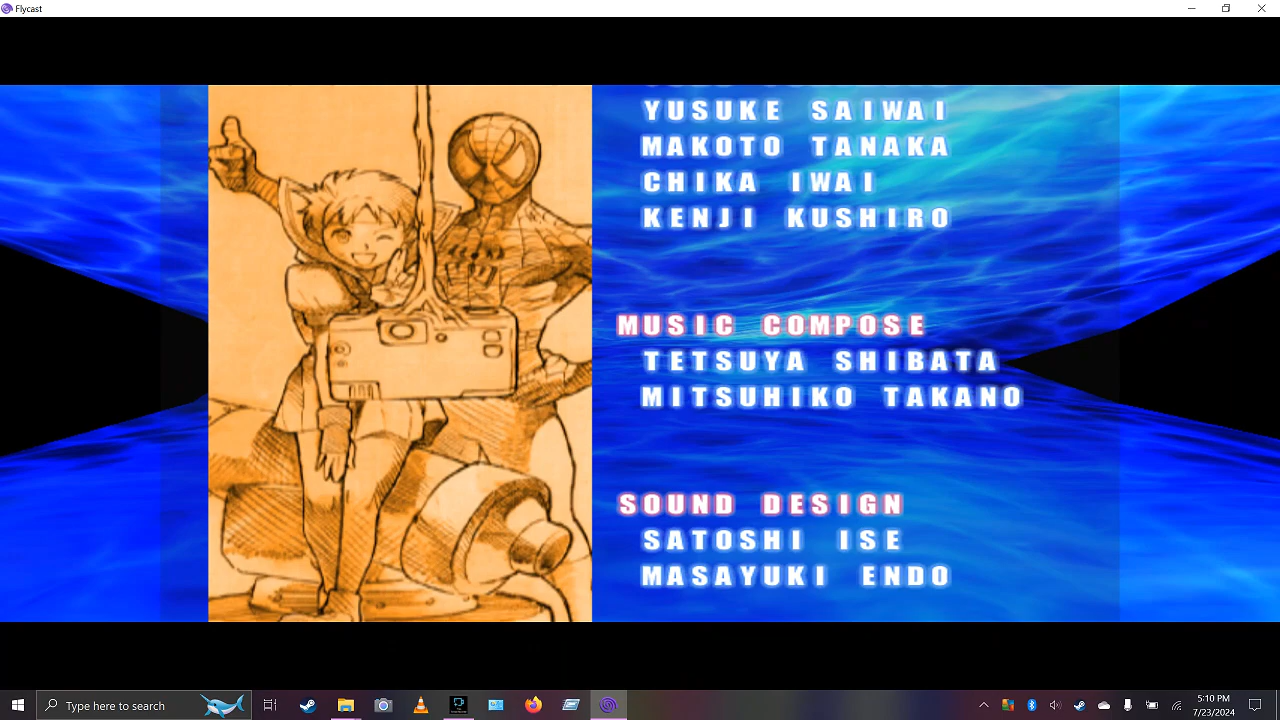 Flycast
YUSUKE SAIWAI
MAKOTO TANAKA
CHIKA IWAI
KENJI KUSHIRO
MUSIC COMPOSE
TETSUYA SHIBATA
MITSUHIKO TAKANO
SOUND DESIGN
SATOSHI ISE
MASAYUKI ENDO
Type here to search
5:10 PM
7/23/2024